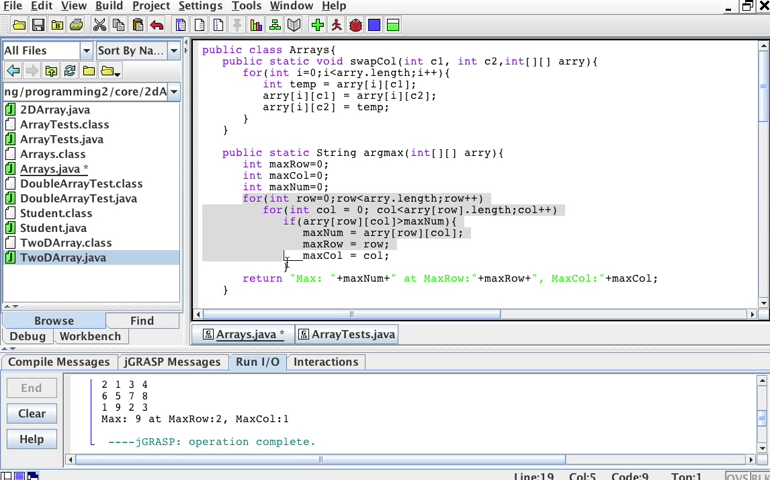 File Edit View Build Project Settings Tools Window Help
All Files Sort By Na...
ng/programming2/core/2dA
2DArray.java
ArrayTests.class
ArrayTests.java
Arrays.class
Arrays.java *
DoubleArrayTest.class
DoubleArrayTest.java
Student.class
Student.java
TwoDArray.class
TwoDArray.java
Browse Find
Debug Workbench
public class Arrays{
public static void swapCol(int c1, int c2,int[][] arry){
for(int i=0;i<arry.length;i++){
int temp = arry[i][c1];
arry[i][c1] = arry[i][c2];
arry[i][c2] = temp;
}
}
public static String argmax(int[][] arry){
int maxRow=0;
int maxCol=0;
int maxNum=0;
for(int row=0;row<arry.length;row++)
for(int col = 0; col<arry[row].length;col++)
if(arry[row][col]>maxNum){
maxNum = arry[row][col];
maxRow = row;
maxCol = col;
}
return "Max: "+maxNum+" at MaxRow:"+maxRow+", MaxCol:"+maxCol;
}
Arrays.java * ArrayTests.java
Compile Messages jGRASP Messages Run I/O Interactions
End
Clear
Help
2 1 3 4
6 5 7 8
1 9 2 3
Max: 9 at MaxRow:2, MaxCol:1
----jGRASP: operation complete.
Line:19 Col:5 Code:9 Top:1 OVS BLK